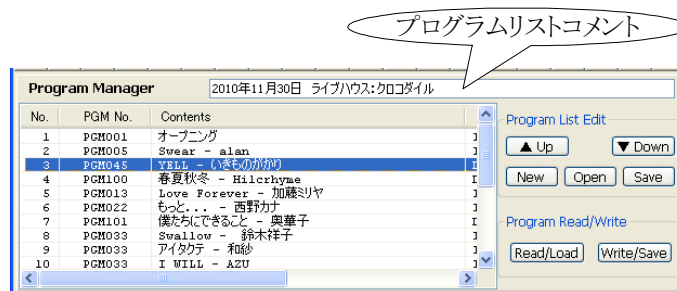 プログラムリストコメント
Program Manager 2010年11月30日 ライブハウス:クロコダイル
No. PGM No. Contents
1 PGM001 オープニング
2 PGM005 Swear - alan
3 PGM045 YELL - いきものがかり
4 PGM100 春夏秋冬 - Hilcrhyme
5 PGM013 Love Forever - 加藤ミリヤ
6 PGM022 もっと... - 西野カナ
7 PGM101 僕たちにできること - 奥華子
8 PGM033 Swallow - 鈴木祥子
9 PGM033 アイタクテ - 和紗
10 PGM033 I WILL - AZU
Program List Edit
▲ Up ▼ Down
New Open Save
Program Read/Write
Read/Load Write/Save